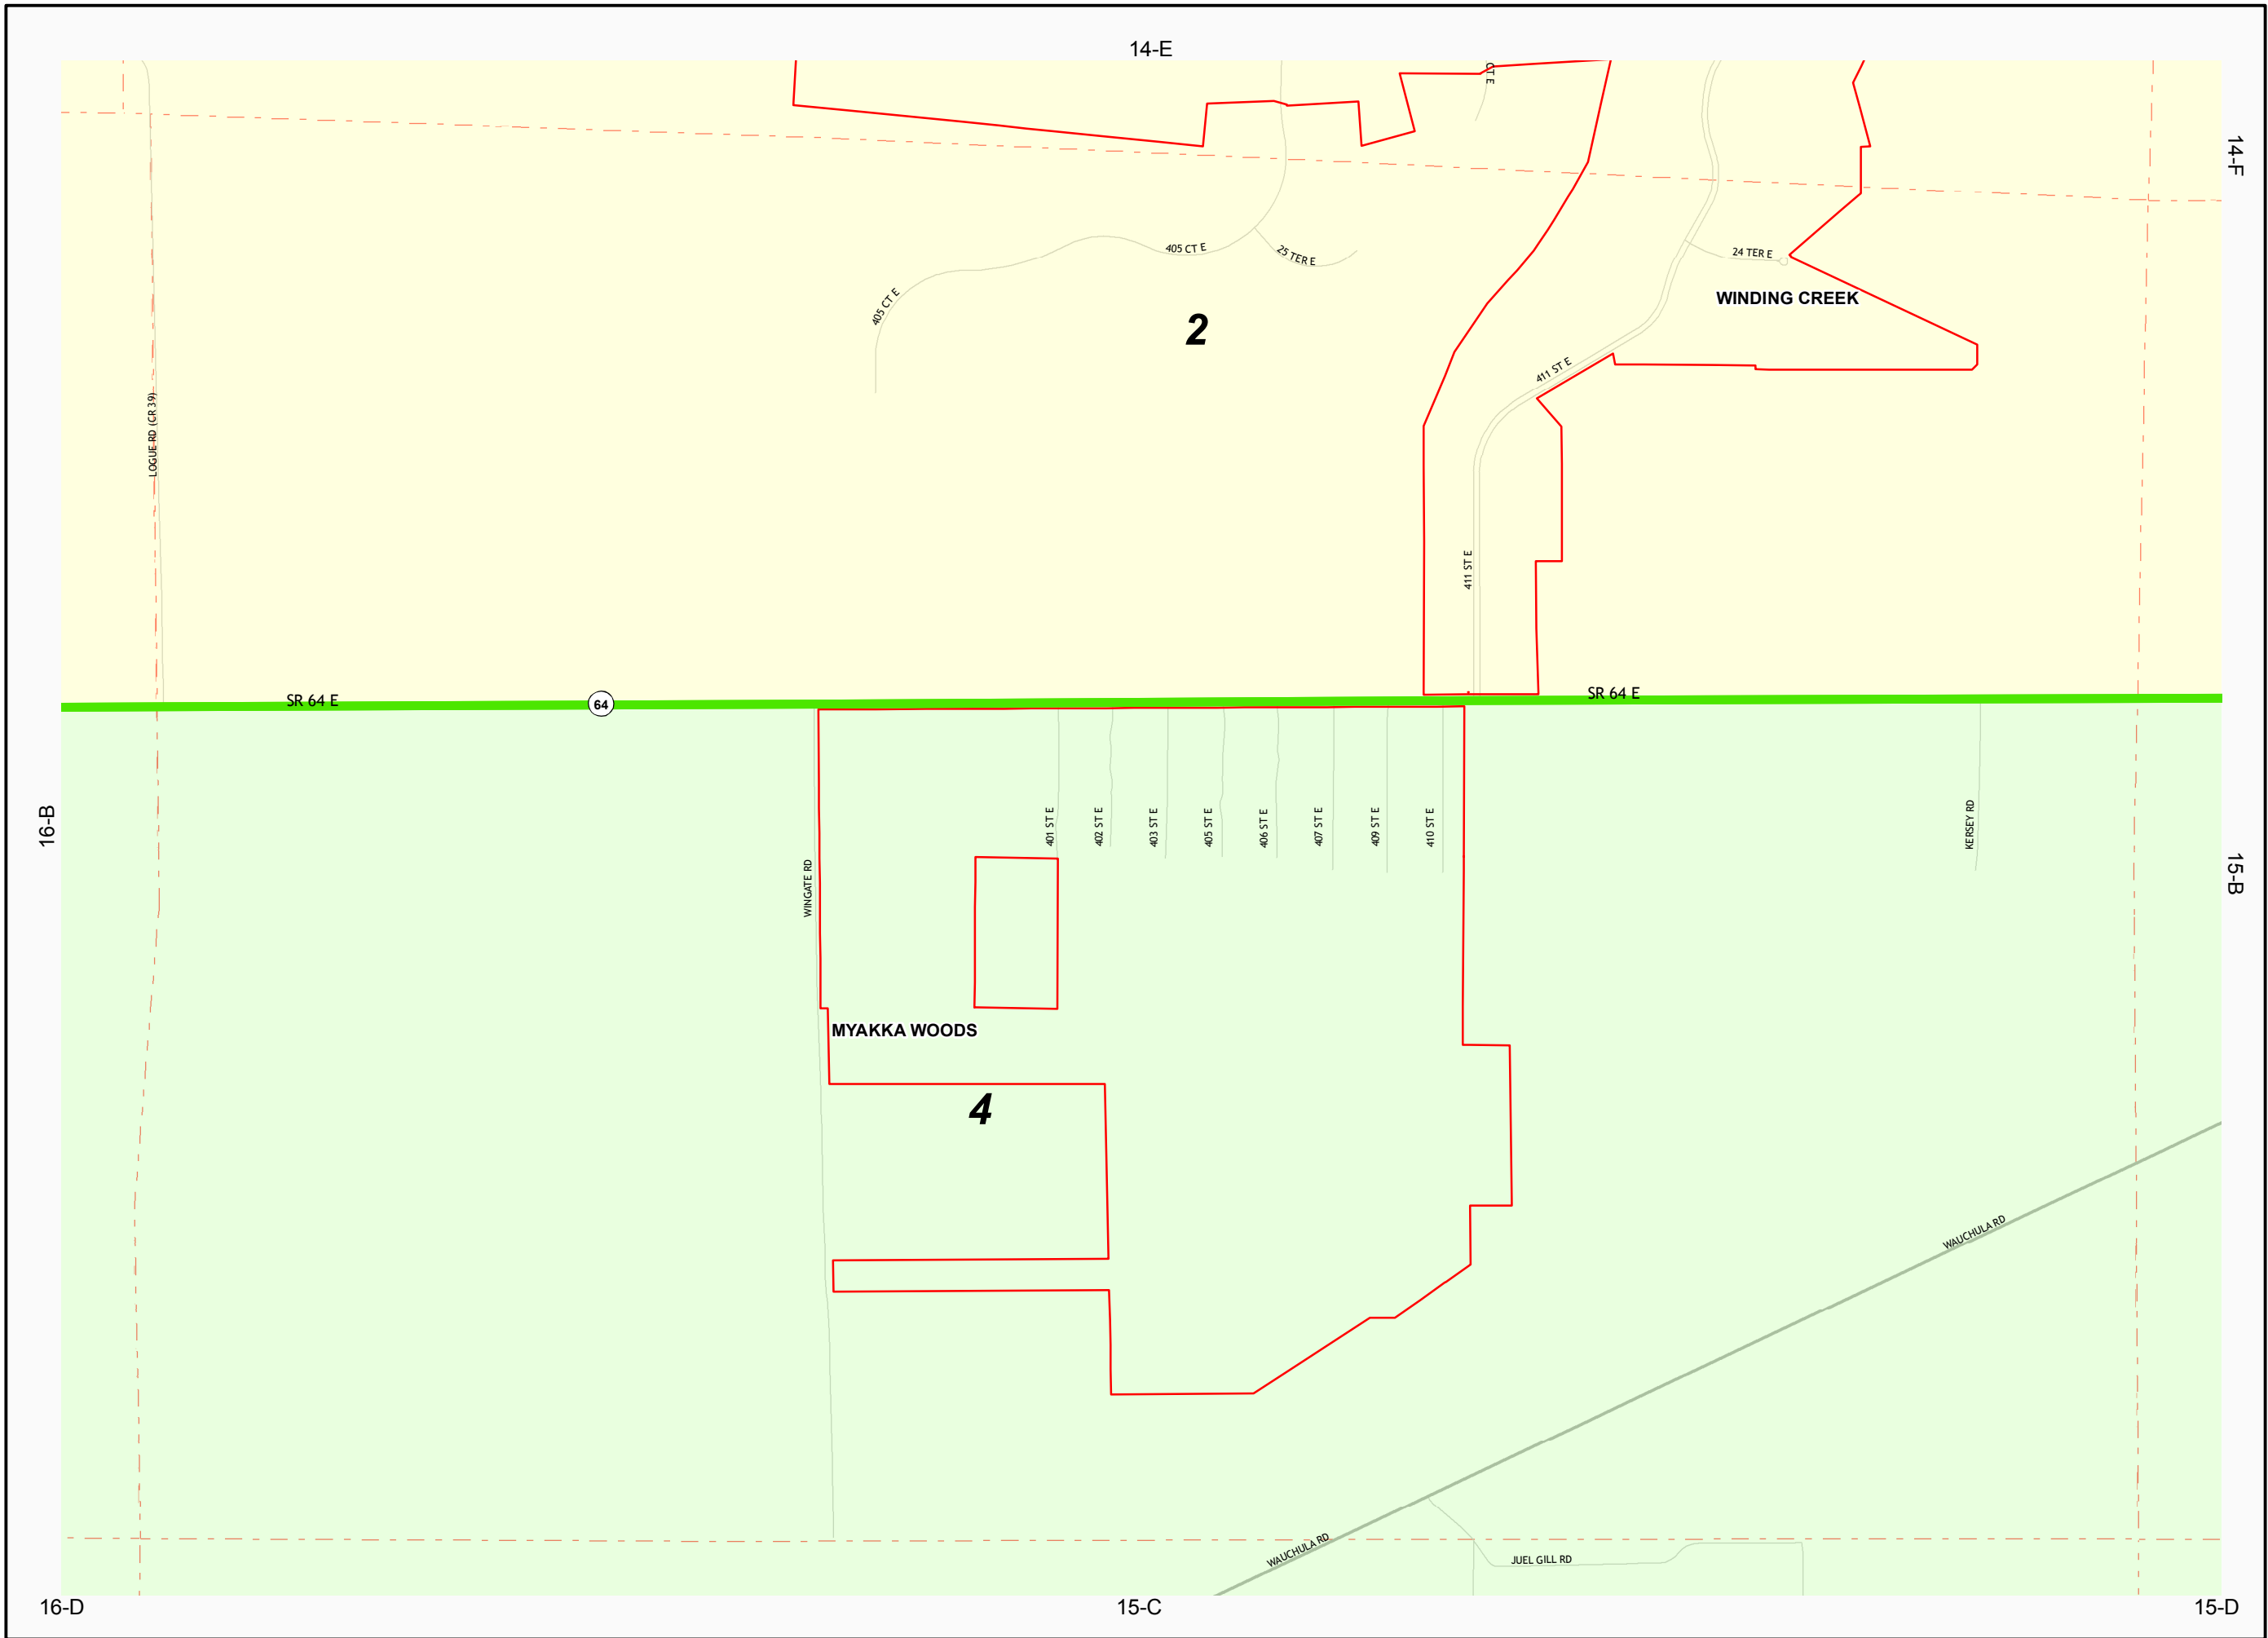 14-E
CT E
14-F
405 CT E
25 TER E
24 TER E
WINDING CREEK
405 CT E
2
411 ST E
LOGUE RD (CR 39)
411 ST E
SR 64 E
64
SR 64 E
16-B
401 ST E
402 ST E
403 ST E
405 ST E
406 ST E
407 ST E
409 ST E
410 ST E
KERSEY RD
15-B
WINGATE RD
MYAKKA WOODS
4
WAUCHULA RD
WAUCHULA RD
JUEL GILL RD
16-D
15-C
15-D